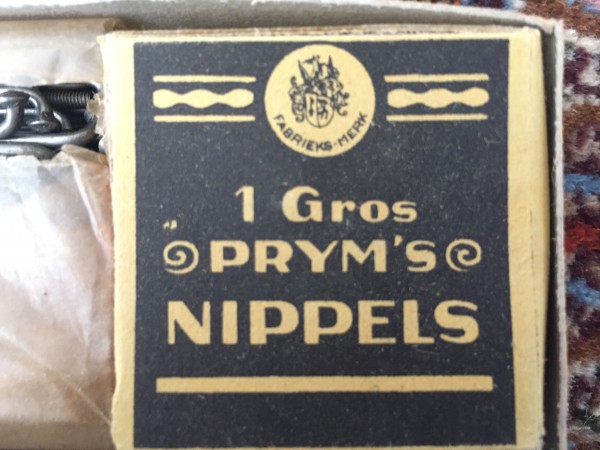 FABRIEKS-MERK
1 Gros
PRYM'S
NIPPELS